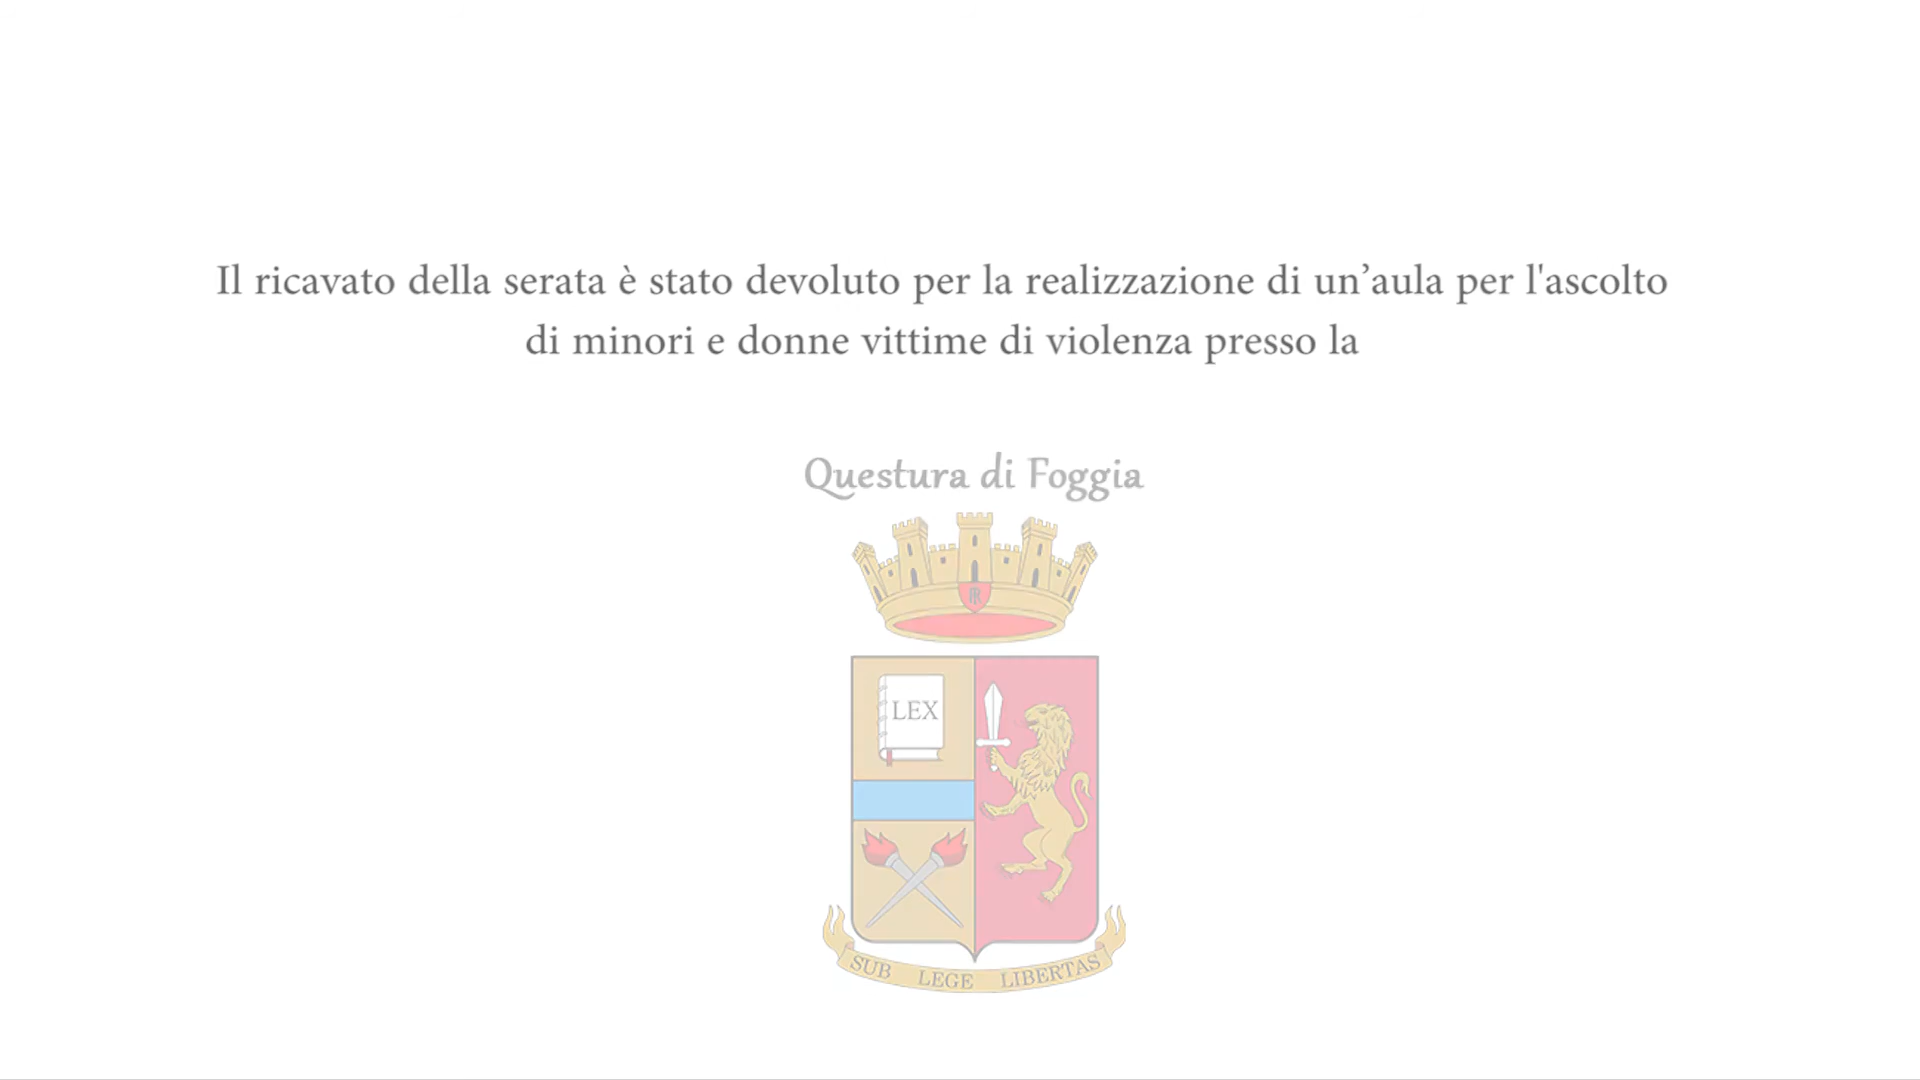 Il ricavato della serata è stato devoluto per la realizzazione di un’aula per l'ascolto
di minori e donne vittime di violenza presso la
Questura di Foggia
LEX
SUB LEGE LIBERTAS